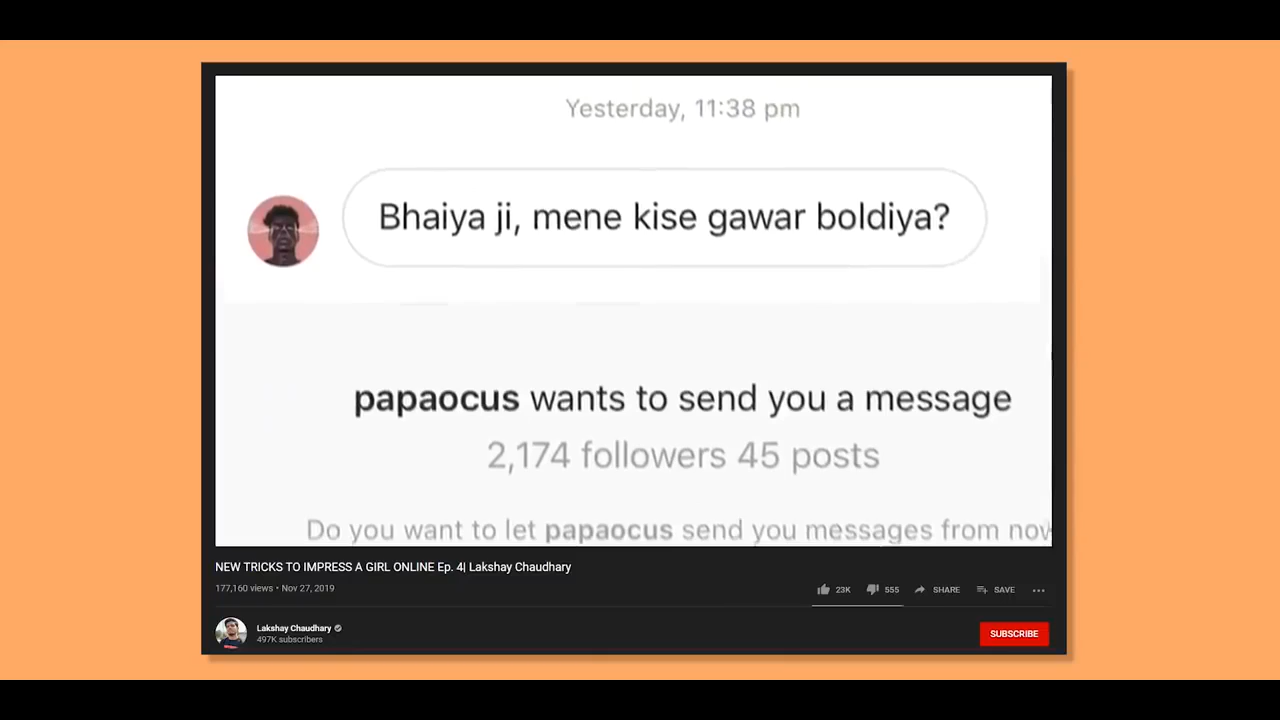 Yesterday, 11:38 pm
Bhaiya ji, mene kise gawar boldiya?
papaocus wants to send you a message
2,174 followers 45 posts
Do you want to let papaocus send you messages from now
NEW TRICKS TO IMPRESS A GIRL ONLINE Ep. 4| Lakshay Chaudhary
177,160 views • Nov 27, 2019
23K 555 SHARE SAVE
Lakshay Chaudhary
497K subscribers
SUBSCRIBE